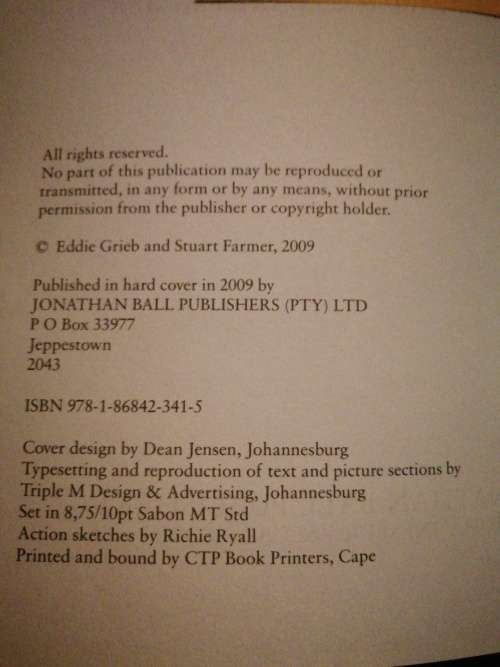 All rights reserved.
No part of this publication may be reproduced or
transmitted, in any form or by any means, without prior
permission from the publisher or copyright holder.
© Eddie Grieb and Stuart Farmer, 2009
Published in hard cover in 2009 by
JONATHAN BALL PUBLISHERS (PTY) LTD
P O Box 33977
Jeppestown
2043
ISBN 978-1-86842-341-5
Cover design by Dean Jensen, Johannesburg
Typesetting and reproduction of text and picture sections by
Triple M Design & Advertising, Johannesburg
Set in 8,75/10pt Sabon MT Std
Action sketches by Richie Ryall
Printed and bound by CTP Book Printers, Cape